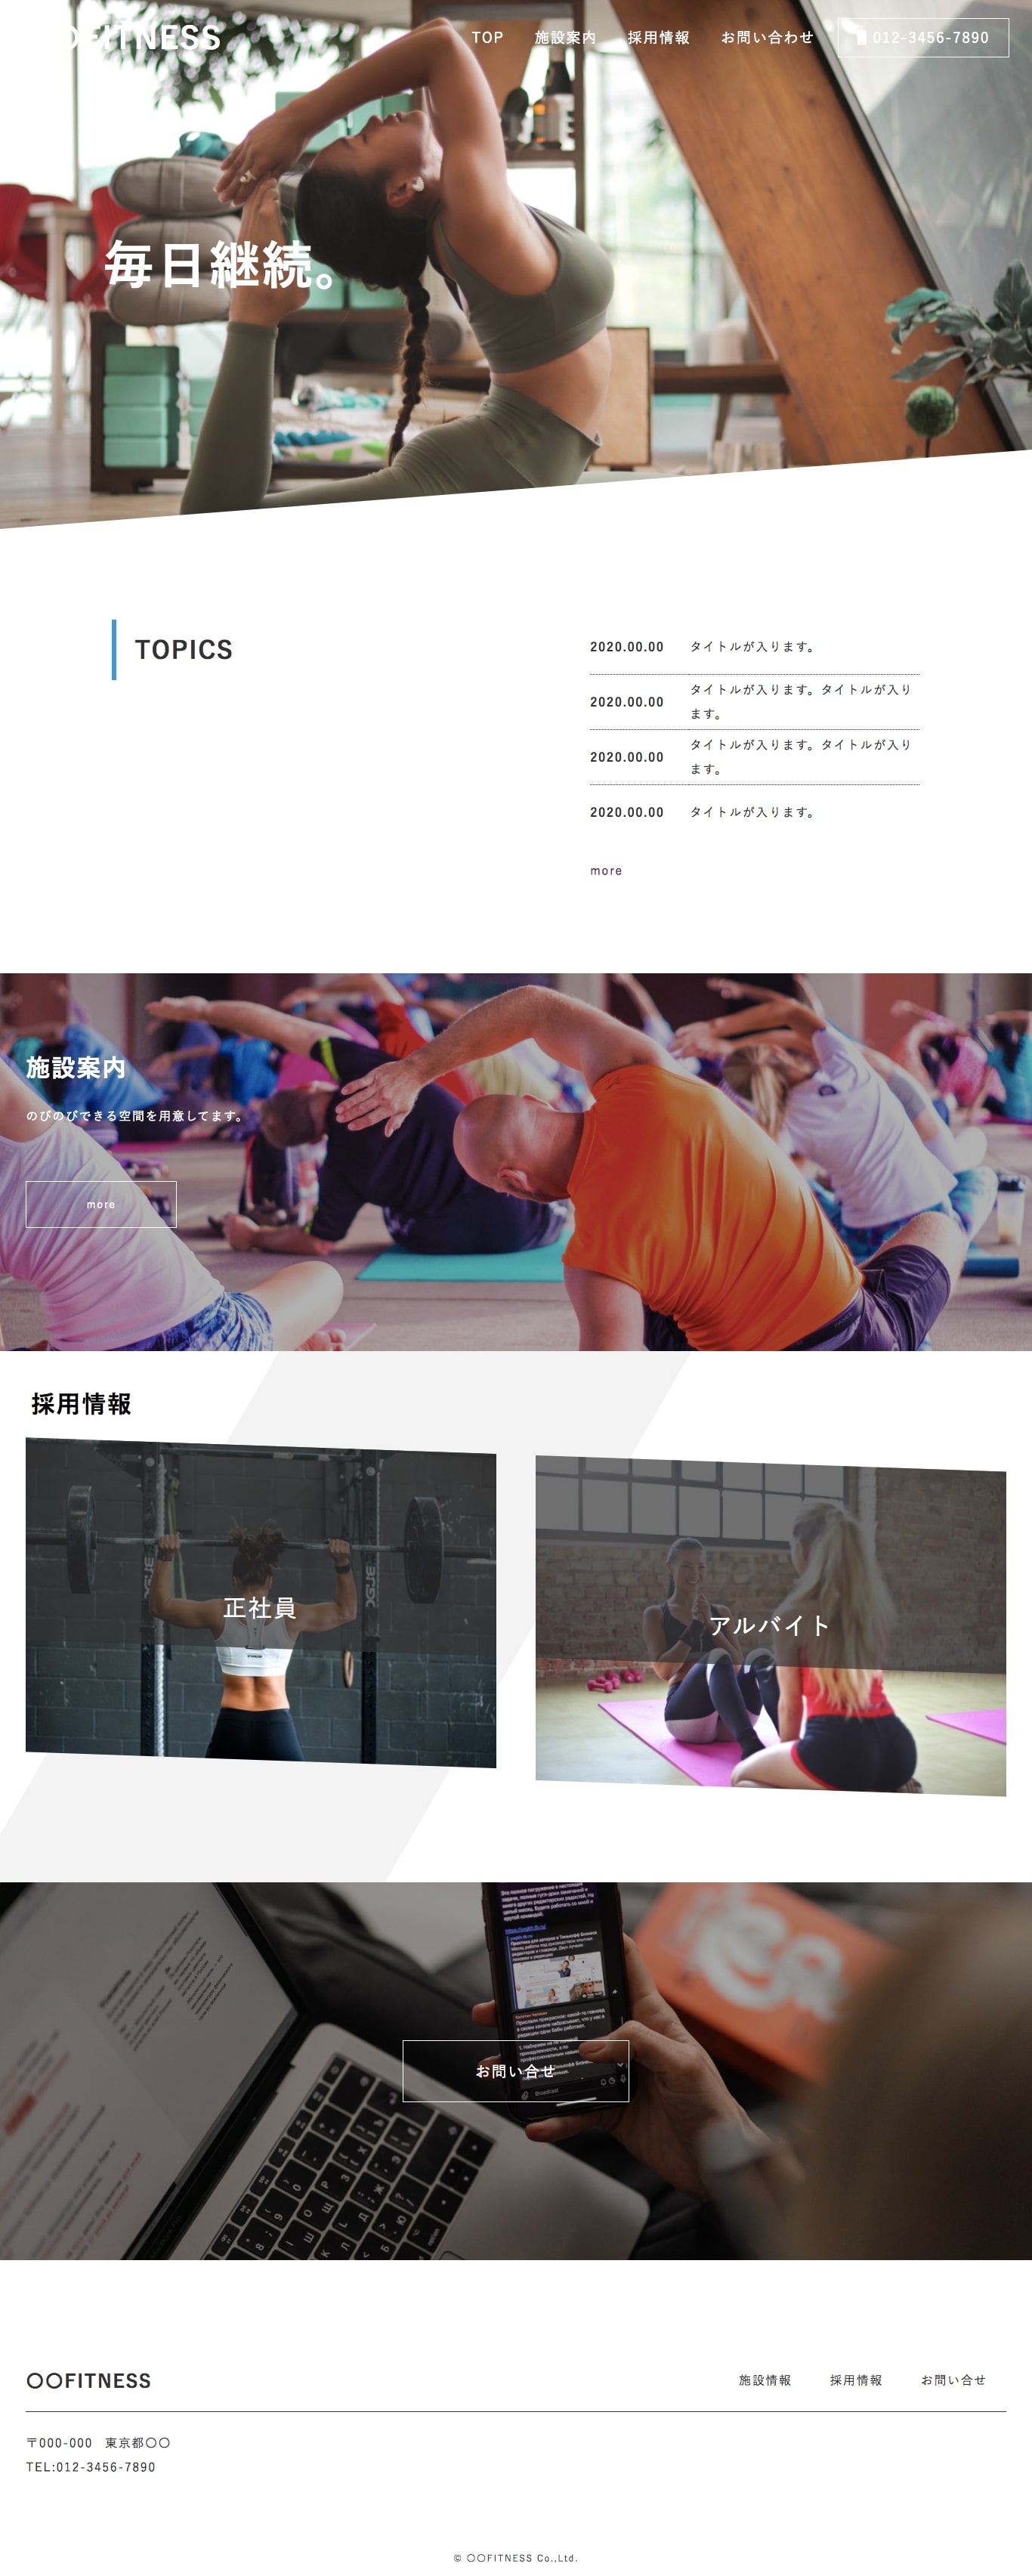 〇〇FITNESS
TOP 施設案内 採用情報 お問い合わせ 012-3456-7890
毎日継続。
TOPICS
2020.00.00 タイトルが入ります。
2020.00.00 タイトルが入ります。タイトルが入り
ます。
2020.00.00 タイトルが入ります。タイトルが入り
ます。
2020.00.00 タイトルが入ります。
more
施設案内
のびのびできる空間を用意してます。
more
採用情報
正社員
アルバイト
お問い合せ
〇〇FITNESS
施設情報 採用情報 お問い合せ
〒000-000 東京都〇〇
TEL:012-3456-7890
© 〇〇FITNESS Co.,Ltd.